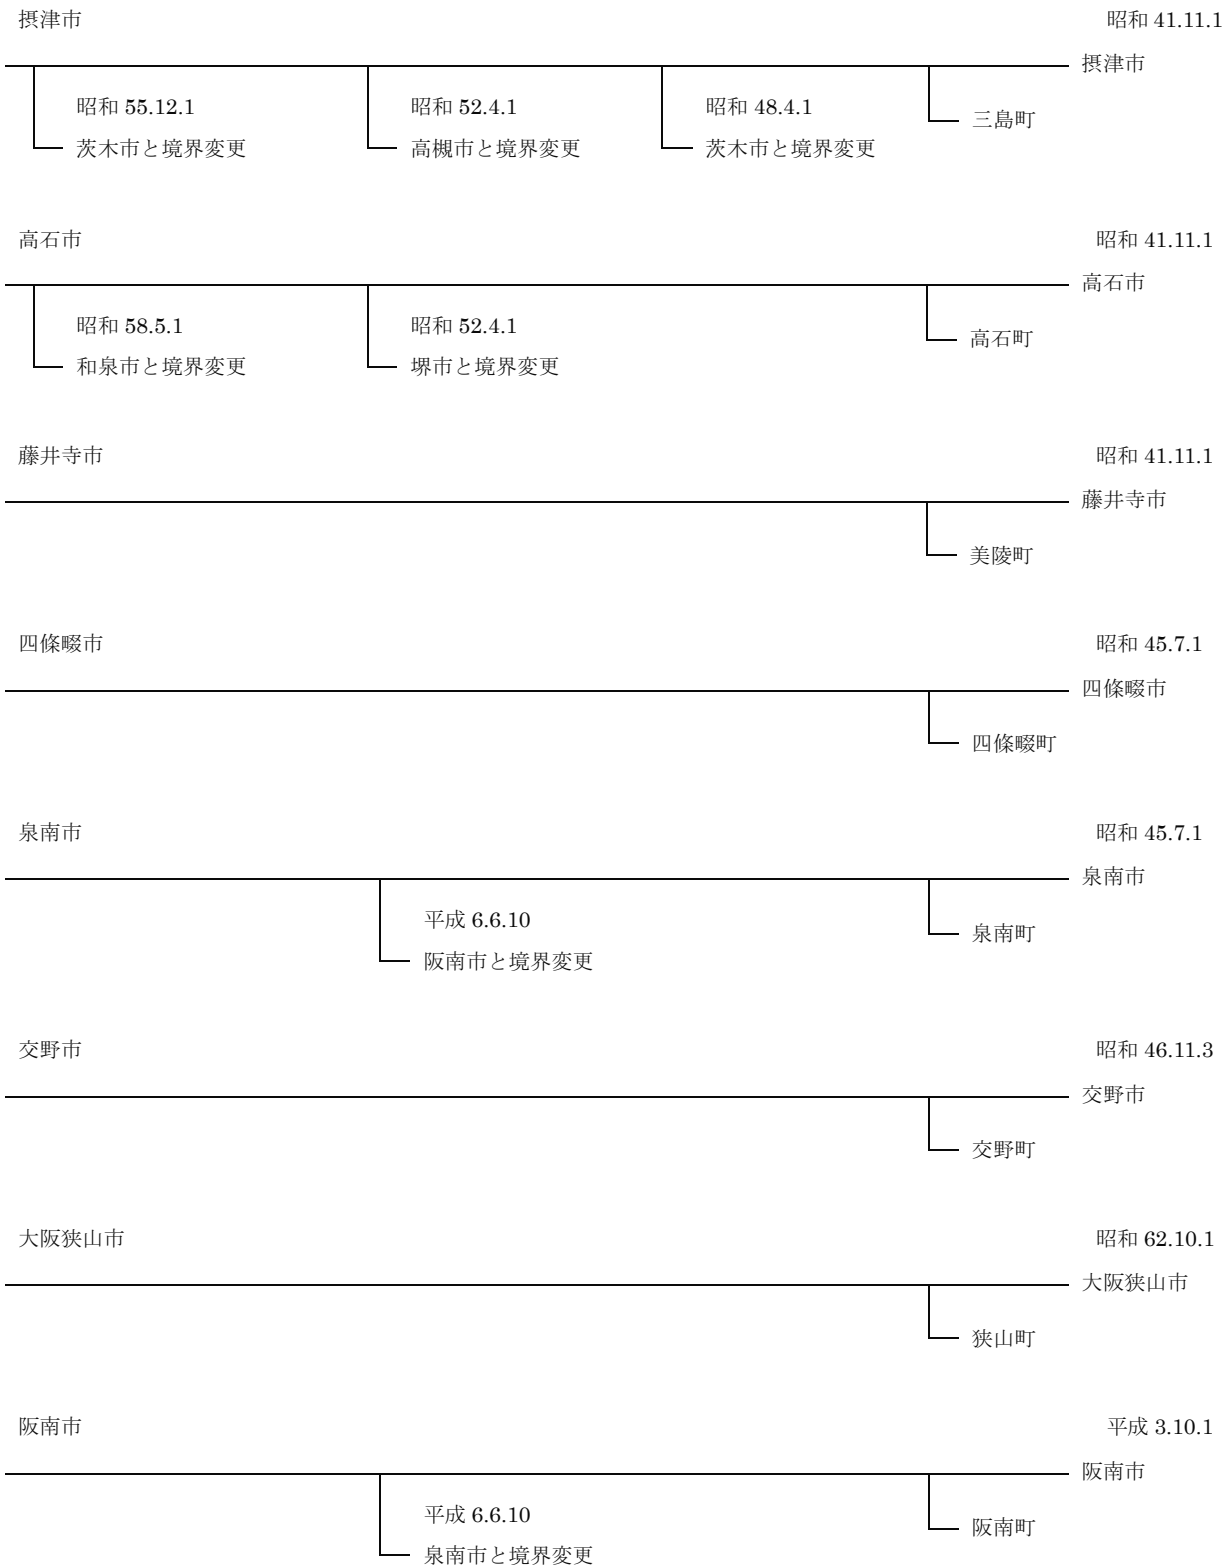 摂津市 昭和 41.11.1
摂津市
昭和 55.12.1 昭和 52.4.1 昭和 48.4.1
三島町
茨木市と境界変更 高槻市と境界変更 茨木市と境界変更
高石市 昭和 41.11.1
高石市
昭和 58.5.1 昭和 52.4.1
高石町
和泉市と境界変更 堺市と境界変更
藤井寺市 昭和 41.11.1
藤井寺市
美陵町
四條畷市 昭和 45.7.1
四條畷市
四條畷町
泉南市 昭和 45.7.1
泉南市
平成 6.6.10
泉南町
阪南市と境界変更
交野市 昭和 46.11.3
交野市
交野町
大阪狭山市 昭和 62.10.1
大阪狭山市
狭山町
阪南市 平成 3.10.1
阪南市
平成 6.6.10
阪南町
泉南市と境界変更